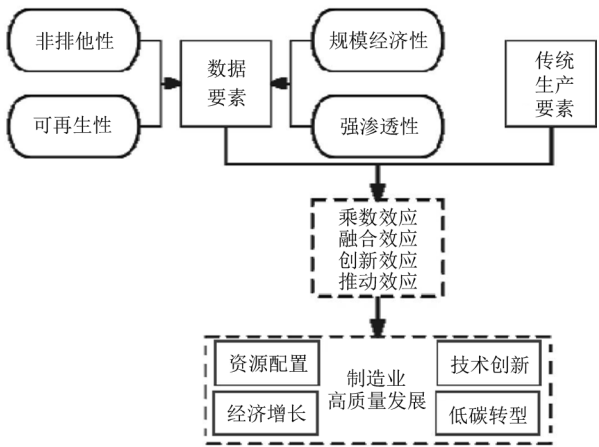 非排他性
可再生性
数据
要素
规模经济性
强渗透性
传统
生产
要素
乘数效应
融合效应
创新效应
推动效应
资源配置
经济增长
制造业
高质量发展
技术创新
低碳转型